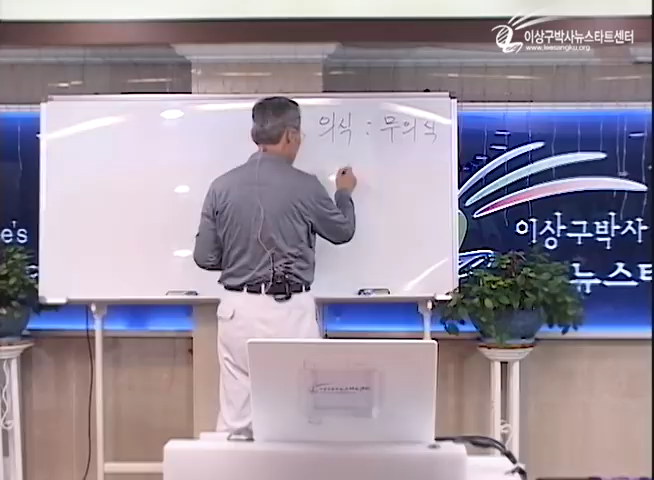 이상구박사뉴스타트센터
www.leesangku.org
의식 : 무의식
e's
이상구박사
뉴스타